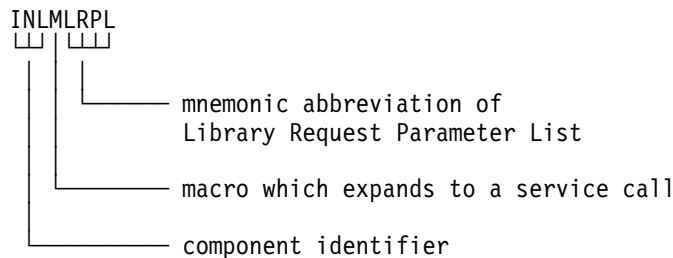 INLMLRPL
mnemonic abbreviation of
Library Request Parameter List
macro which expands to a service call
component identifier